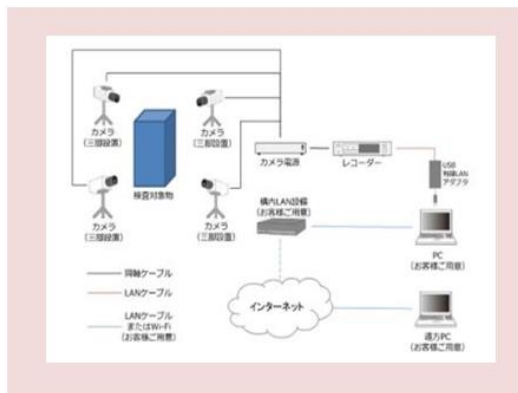 カメラ
(三脚設置)
カメラ
(三脚設置)
検査対象物
カメラ
(三脚設置)
カメラ
(三脚設置)
カメラ電源
レコーダー
USB
有線LAN
アダプタ
構内LAN設備
(お客様ご用意)
PC
(お客様ご用意)
同軸ケーブル
LANケーブル
LANケーブル
またはWi-Fi
(お客様ご用意)
インターネット
遠方PC
(お客様ご用意)